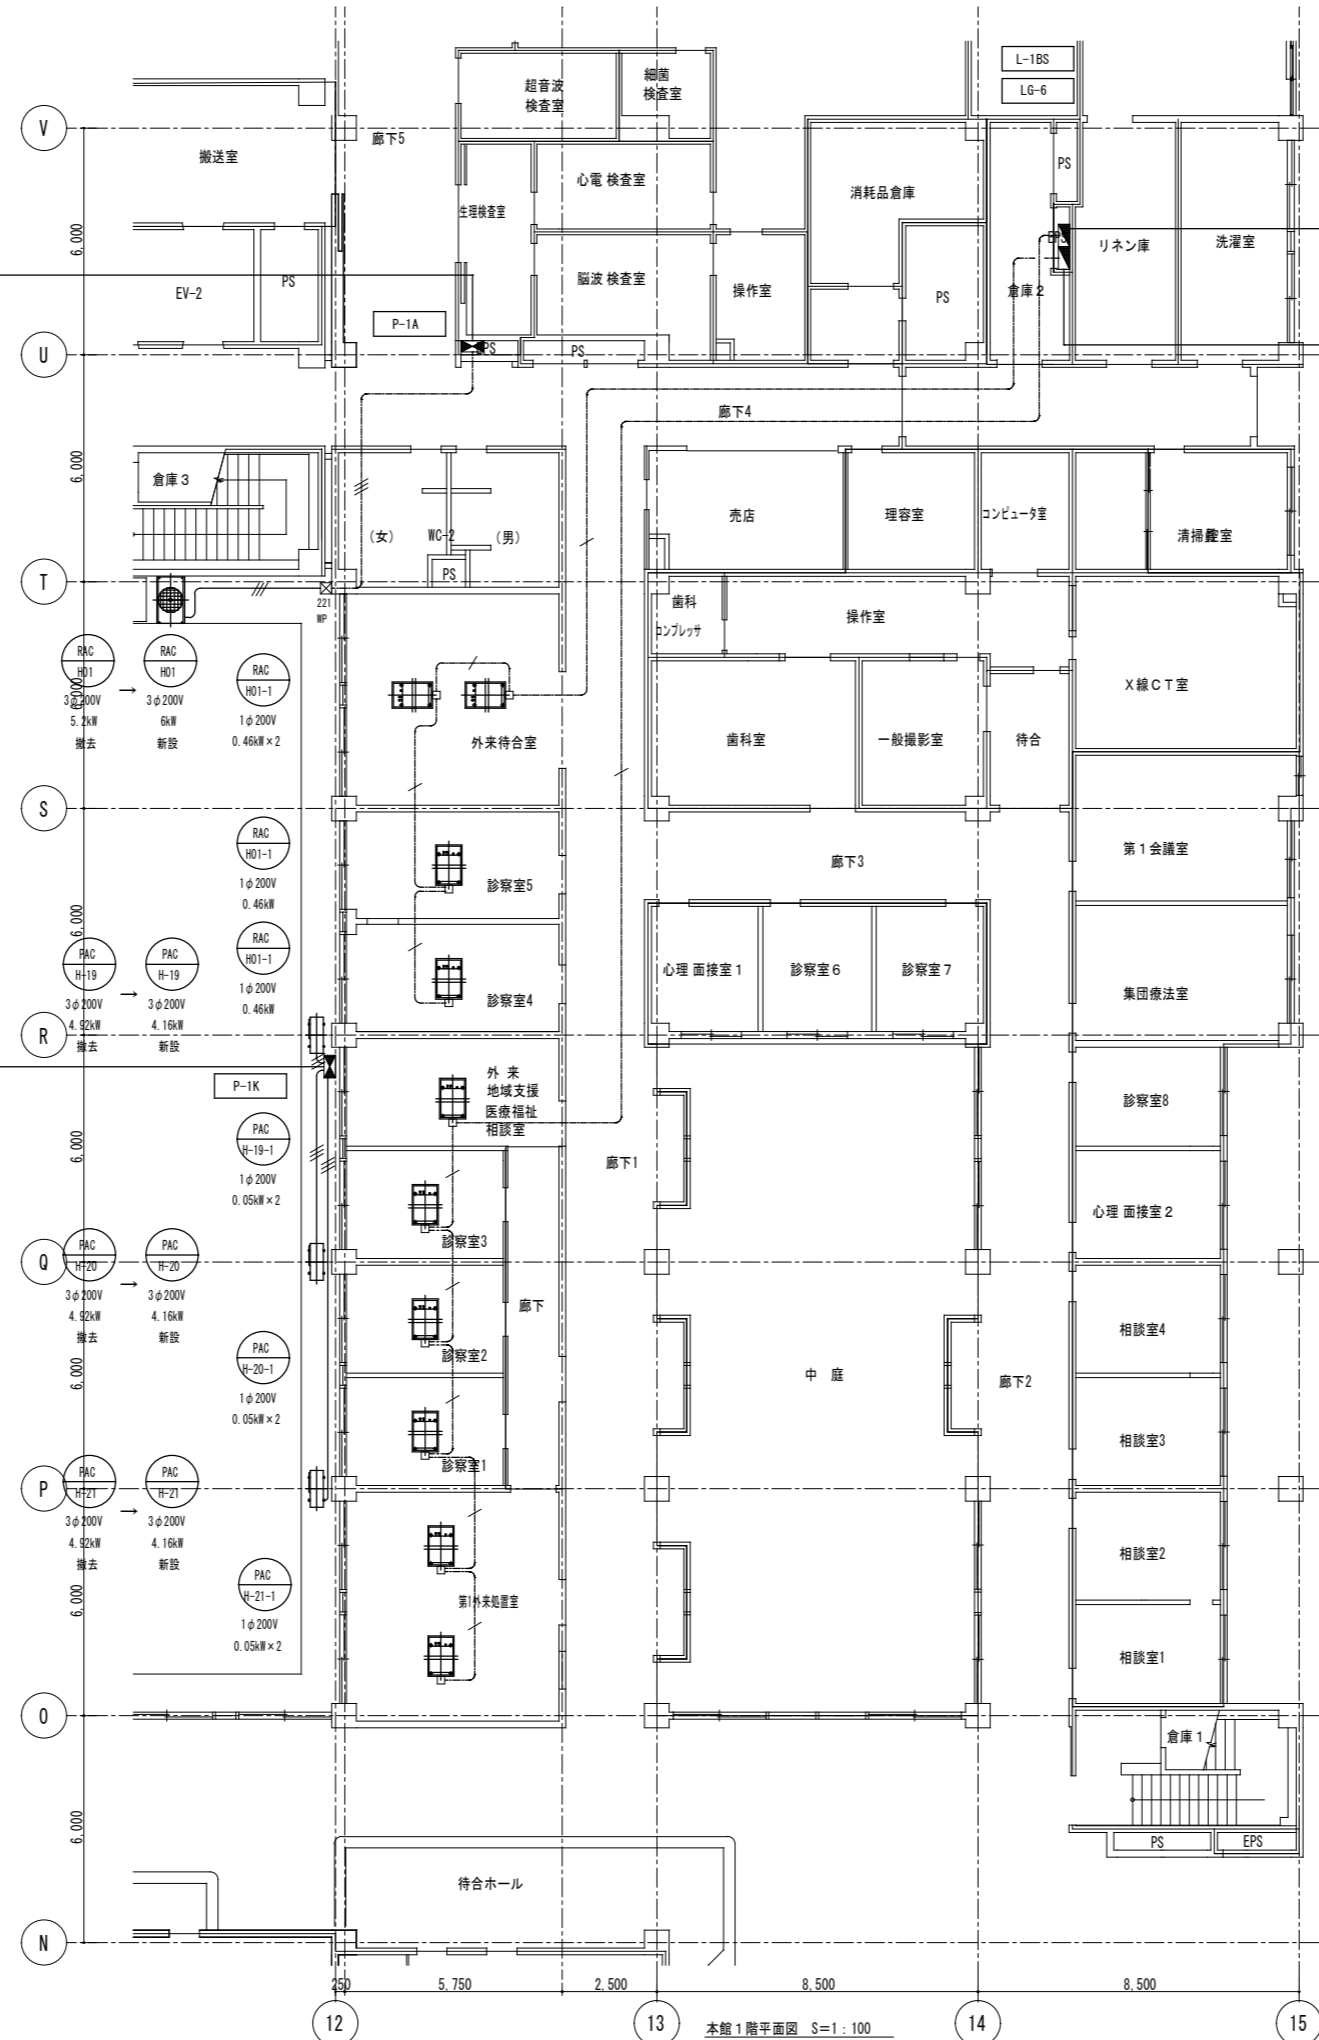 L-1BS
LG-6
超音波
検査室
細菌
検査室
V
廊下5
搬送室
心電 検査室
消耗品倉庫
PS
生理検査室
リネン庫
洗濯室
6,000
脳波 検査室
操作室
PS
倉庫2
EV-2
PS
P-1A
PS
U
廊下4
6,000
倉庫3
(女)
WC-2
(男)
PS
売店
理容室
コンピュータ室
T
221
WP
歯科
コンプレッサ
操作室
X線CT室
RAC
H01
3φ200V
5.2kW
撤去
→
RAC
H01
3φ200V
6kW
新設
RAC
H01-1
1φ200V
0.46kW×2
6,000
外来待合室
歯科室
一般撮影室
待合
S
RAC
H01-1
1φ200V
0.46kW
診察室5
廊下3
第1会議室
6,000
PAC
H-19
3φ200V
4.92kW
撤去
→
PAC
H-19
3φ200V
4.16kW
新設
RAC
H01-1
1φ200V
0.46kW
診察室4
心理 面接室1
診察室6
診察室7
集団療法室
R
P-1K
外 来
地域支援
医療福祉
相談室
診察室8
6,000
PAC
H-19-1
1φ200V
0.05kW×2
廊下1
診察室3
心理 面接室2
Q
PAC
H-20
3φ200V
4.92kW
撤去
→
PAC
H-20
3φ200V
4.16kW
新設
廊下
診察室2
相談室4
6,000
PAC
H-20-1
1φ200V
0.05kW×2
中 庭
廊下2
診察室1
相談室3
P
PAC
H-21
3φ200V
4.92kW
撤去
→
PAC
H-21
3φ200V
4.16kW
新設
相談室2
6,000
PAC
H-21-1
1φ200V
0.05kW×2
第1外来処置室
相談室1
O
倉庫1
6,000
PS
EPS
待合ホール
N
250
5,750
2,500
8,500
8,500
12
13
14
15
本館1階平面図 S=1:100